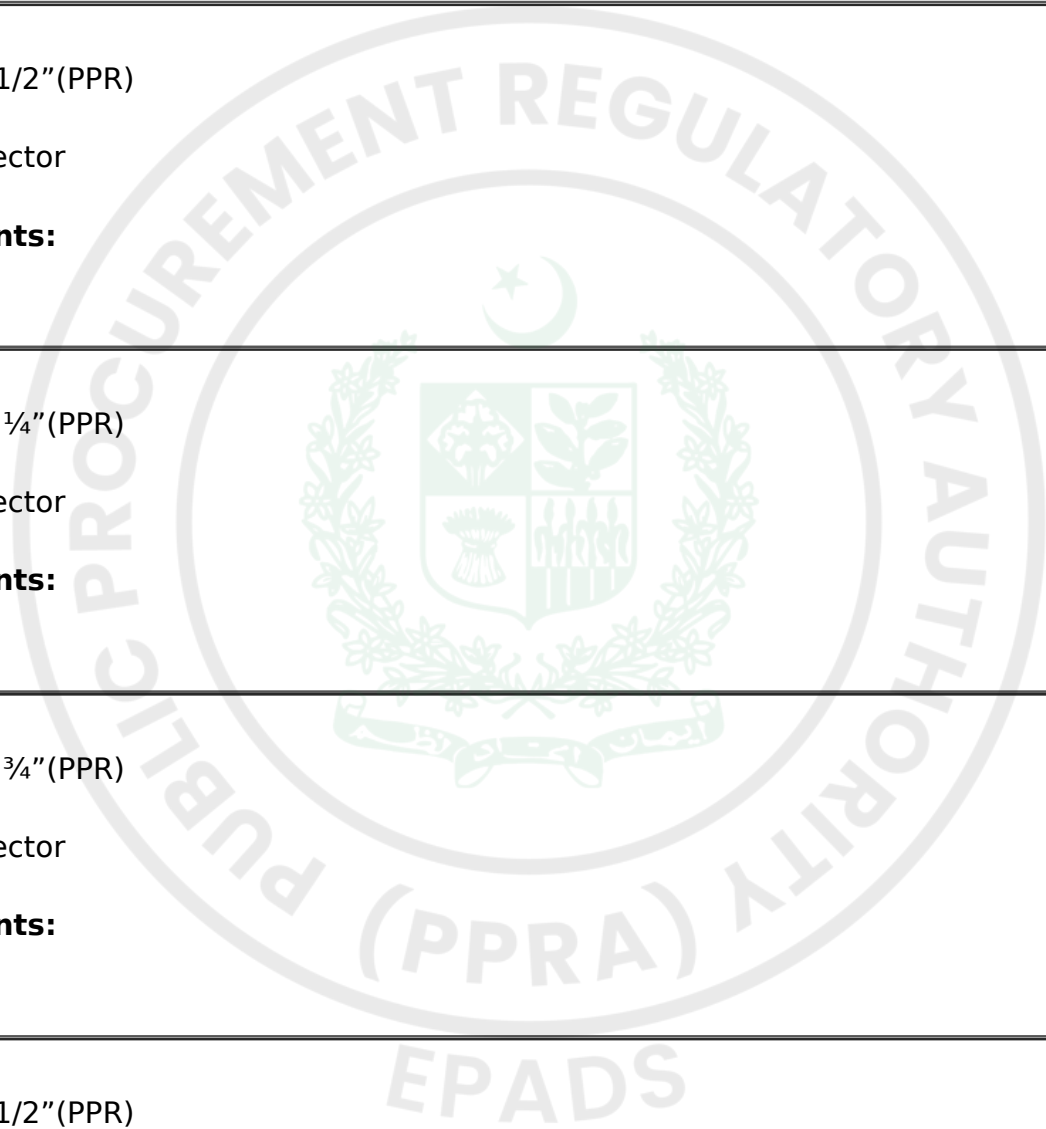 1/2”(PPR)
ector
nts:
¼”(PPR)
ector
nts:
¾”(PPR)
ector
nts:
1/2”(PPR)
PUBLIC PROCUREMENT REGULATORY AUTHORITY
(PPRA)
EPADS